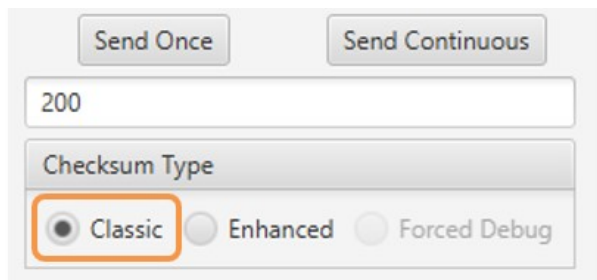 Send Once Send Continuous
200
Checksum Type
Classic Enhanced Forced Debug